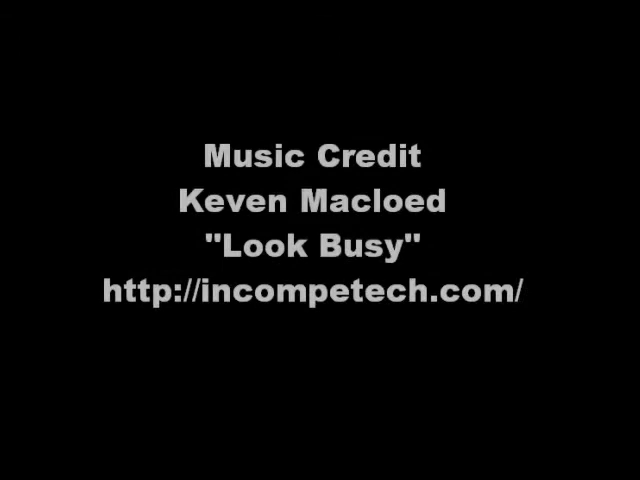 Music Credit
Keven Macloed
"Look Busy"
http://incompetech.com/